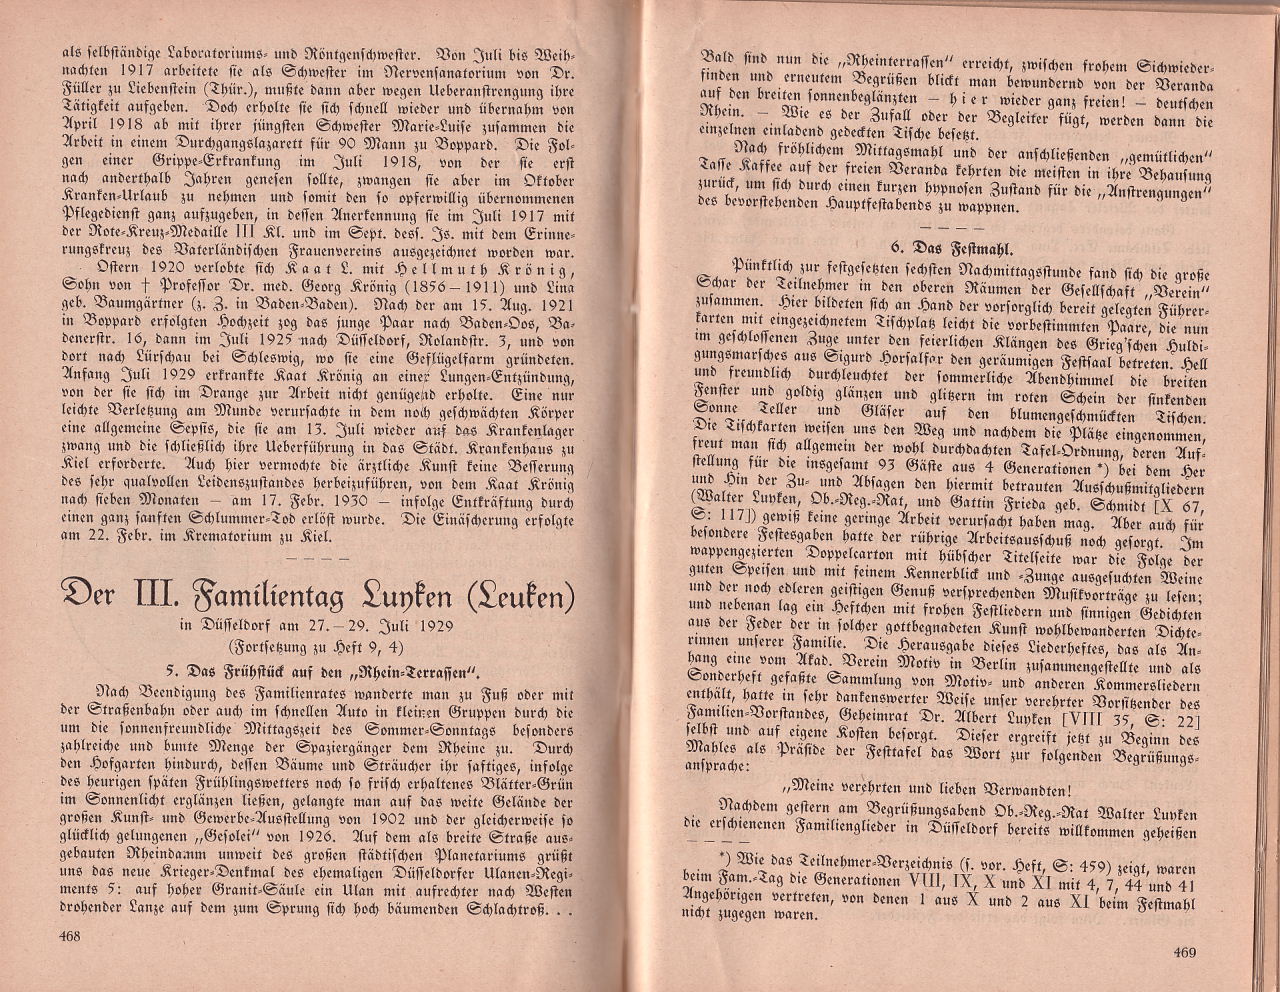 als selbständige Laboratoriums- und Röntgenschwester. Von Juli bis Weih-
nachten 1917 arbeitete sie als Schwester im Nervensanatorium von Dr.
Füller zu Liebenstein (Thür.), mußte dann aber wegen Ueberanstrengung ihre
Tätigkeit aufgeben. Doch erholte sie sich schnell wieder und übernahm von
April 1918 ab mit ihrer jüngsten Schwester Marie-Luise zusammen die
Arbeit in einem Durchgangslazarett für 90 Mann zu Boppard. Die Fol-
gen einer Grippe-Erkrankung im Juli 1918, von der sie erst
nach anderthalb Jahren genesen sollte, zwangen sie aber im Oktober
Kranken-Urlaub zu nehmen und somit den so opferwillig übernommenen
Pflegedienst ganz aufzugeben, in dessen Anerkennung sie im Juli 1917 mit
der Rote-Kreuz-Medaille III Kl. und im Sept. dess. Js. mit dem Erinne-
rungskreuz des Vaterländischen Frauenvereins ausgezeichnet worden war.
Ostern 1920 verlobte sich Kaat L. mit Hellmuth Krönig,
Sohn von † Professor Dr. med. Georg Krönig (1856–1911) und Lina
geb. Baumgärtner (z. Z. in Baden-Baden). Nach der am 15. Aug. 1921
in Boppard erfolgten Hochzeit zog das junge Paar nach Baden-Oos, Ba-
denerstr. 16, dann im Juli 1925 nach Düsseldorf, Rolandstr. 3, und von
dort nach Lürschau bei Schleswig, wo sie eine Geflügelfarm gründeten.
Anfang Juli 1929 erkrankte Kaat Krönig an einer Lungen-Entzündung,
von der sie sich im Drange zur Arbeit nicht genügend erholte. Eine nur
leichte Verletzung am Munde verursachte in dem noch geschwächten Körper
eine allgemeine Sepsis, die sie am 13. Juli wieder auf das Krankenlager
zwang und die schließlich ihre Ueberführung in das Städt. Krankenhaus zu
Kiel erforderte. Auch hier vermochte die ärztliche Kunst keine Besserung
des sehr qualvollen Leidenszustandes herbeizuführen, von dem Kaat Krönig
nach sieben Monaten – am 17. Febr. 1930 – infolge Entkräftung durch
einen ganz sanften Schlummer-Tod erlöst wurde. Die Einäscherung erfolgte
am 22. Febr. im Krematorium zu Kiel.
Der III. Familientag Luyken (Leuken)
in Düsseldorf am 27.–29. Juli 1929
(Fortsetzung zu Heft 9, 4)
5. Das Frühstück auf den „Rhein-Terrassen“.
Nach Beendigung des Familienrates wanderte man zu Fuß oder mit
der Straßenbahn oder auch im schnellen Auto in kleinen Gruppen durch die
um die sonnenfreundliche Mittagszeit des Sommer-Sonntags besonders
zahlreiche und bunte Menge der Spaziergänger dem Rheine zu. Durch
den Hofgarten hindurch, dessen Bäume und Sträucher ihr saftiges, infolge
des heurigen späten Frühlingswetters noch so frisch erhaltenes Blätter-Grün
im Sonnenlicht erglänzen ließen, gelangte man auf das weite Gelände der
großen Kunst- und Gewerbe-Ausstellung von 1902 und der gleicherweise so
glücklich gelungenen „Gesolei“ von 1926. Auf dem als breite Straße aus-
gebauten Rheindamm unweit des großen städtischen Planetariums grüßt
uns das neue Krieger-Denkmal des ehemaligen Düsseldorfer Ulanen-Regi-
ments 5: auf hoher Granit-Säule ein Ulan mit aufrechter nach Westen
drohender Lanze auf dem zum Sprung sich hoch bäumenden Schlachtroß. . .
468
Bald sind nun die „Rheinterrassen“ erreicht, zwischen frohem Sichwieder-
finden und erneutem Begrüßen blickt man bewundernd von der Veranda
auf den breiten sonnenbeglänzten – hier wieder ganz freien! – deutschen
Rhein. – Wie es der Zufall oder der Begleiter fügt, werden dann die
einzelnen einladend gedeckten Tische besetzt.
Nach fröhlichem Mittagsmahl und der anschließenden „gemütlichen“
Tasse Kaffee auf der freien Veranda kehrten die meisten in ihre Behausung
zurück, um sich durch einen kurzen hypnosen Zustand für die „Anstrengungen“
des bevorstehenden Hauptfestabends zu wappnen.
6. Das Festmahl.
Pünktlich zur festgesetzten sechsten Nachmittagsstunde fand sich die große
Schar der Teilnehmer in den oberen Räumen der Gesellschaft „Verein“
zusammen. Hier bildeten sich an Hand der vorsorglich bereit gelegten Führer-
karten mit eingezeichnetem Tischplatz leicht die vorbestimmten Paare, die nun
im geschlossenen Zuge unter den feierlichen Klängen des Grieg'schen Huldi-
gungsmarsches aus Sigurd Horsalfar den geräumigen Festsaal betreten. Hell
und freundlich durchleuchtet der sommerliche Abendhimmel die breiten
Fenster und goldig glänzen und glitzern im roten Schein der sinkenden
Sonne Teller und Gläser auf den blumengeschmückten Tischen.
Die Tischkarten weisen uns den Weg und nachdem die Plätze eingenommen,
freut man sich allgemein der wohl durchdachten Tafel-Ordnung, deren Auf-
stellung für die insgesamt 93 Gäste aus 4 Generationen*) bei dem Her
und Hin der Zu- und Absagen den hiermit betrauten Ausschußmitgliedern
(Walter Luyken, Ob.-Reg.-Rat, und Gattin Frieda geb. Schmidt [X 67,
S: 117]) gewiß keine geringe Arbeit verursacht haben mag. Aber auch für
besondere Festesgaben hatte der rührige Arbeitsausschuß noch gesorgt. Im
wappengezierten Doppelcarton mit hübscher Titelseite war die Folge der
guten Speisen und mit feinem Kennerblick und -Zunge ausgesuchten Weine
und der noch edleren geistigen Genuß versprechenden Musikvorträge zu lesen;
und nebenan lag ein Heftchen mit frohen Festliedern und sinnigen Gedichten
aus der Feder der in solcher gottbegnadeten Kunst wohlbewanderten Dichte-
rinnen unserer Familie. Die Herausgabe dieses Liederheftes, das als An-
hang eine vom Akad. Verein Motiv in Berlin zusammengestellte und als
Sonderheft gefaßte Sammlung von Motiv- und anderen Kommersliedern
enthält, hatte in sehr dankenswerter Weise unser verehrter Vorsitzender des
Familien-Vorstandes, Geheimrat Dr. Albert Luyken [VIII 35, S: 22]
selbst und auf eigene Kosten besorgt. Dieser ergreift jetzt zu Beginn des
Mahles als Präside der Festtafel das Wort zur folgenden Begrüßungs-
ansprache:
„Meine verehrten und lieben Verwandten!
Nachdem gestern am Begrüßungsabend Ob.-Reg.-Rat Walter Luyken
die erschienenen Familienglieder in Düsseldorf bereits willkommen geheißen
*) Wie das Teilnehmer-Verzeichnis (s. vor. Heft, S: 459) zeigt, waren
beim Fam.-Tag die Generationen VIII, IX, X und XI mit 4, 7, 44 und 41
Angehörigen vertreten, von denen 1 aus X und 2 aus XI beim Festmahl
nicht zugegen waren.
469